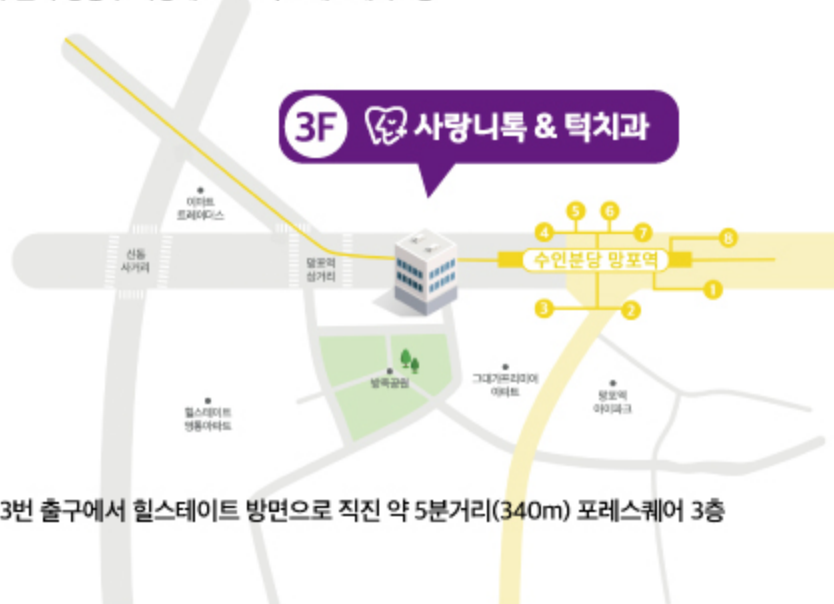 3F 사랑니톡 & 턱치과
이마트
트레이더스
5
6
4
7
8
신동
사거리
망포역
삼거리
수인분당 망포역
1
3
2
방죽공원
그대가프리미어
아파트
망포역
아이파크
힐스테이트
영통아파트
3번 출구에서 힐스테이트 방면으로 직진 약 5분거리(340m) 포레스퀘어 3층